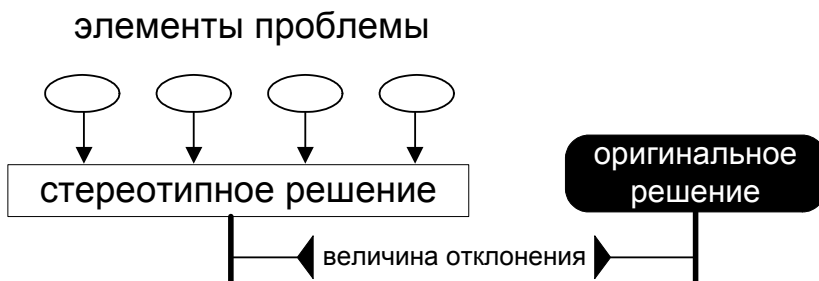 элементы проблемы
стереотипное решение
оригинальное
решение
величина отклонения